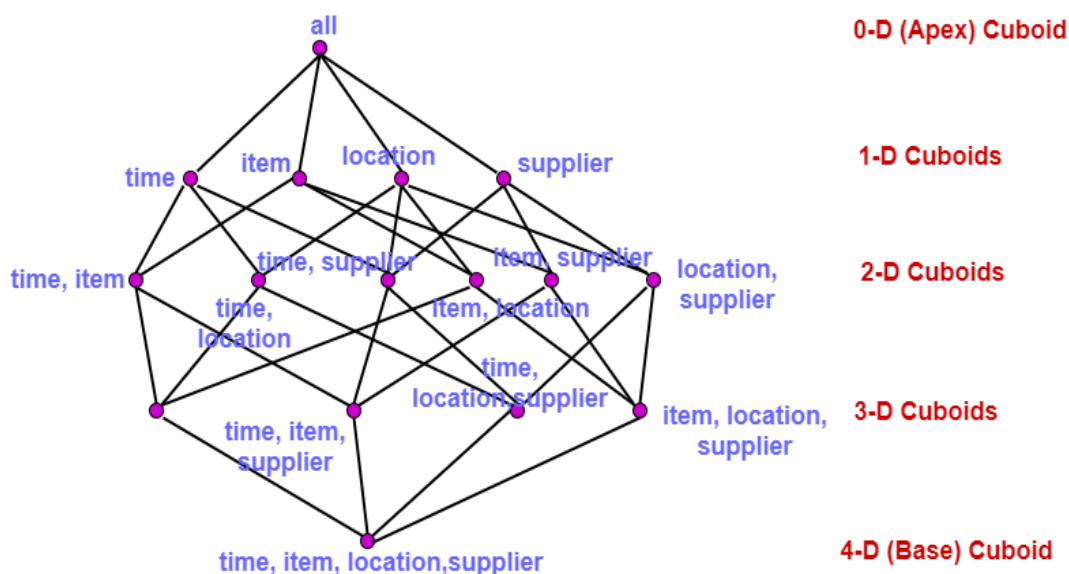 all
0-D (Apex) Cuboid
time
item
location
supplier
1-D Cuboids
time, item
time, supplier
item, supplier
location,
supplier
2-D Cuboids
time,
location
item, location
time,
location,supplier
3-D Cuboids
time, item,
supplier
item, location,
supplier
4-D (Base) Cuboid
time, item, location,supplier